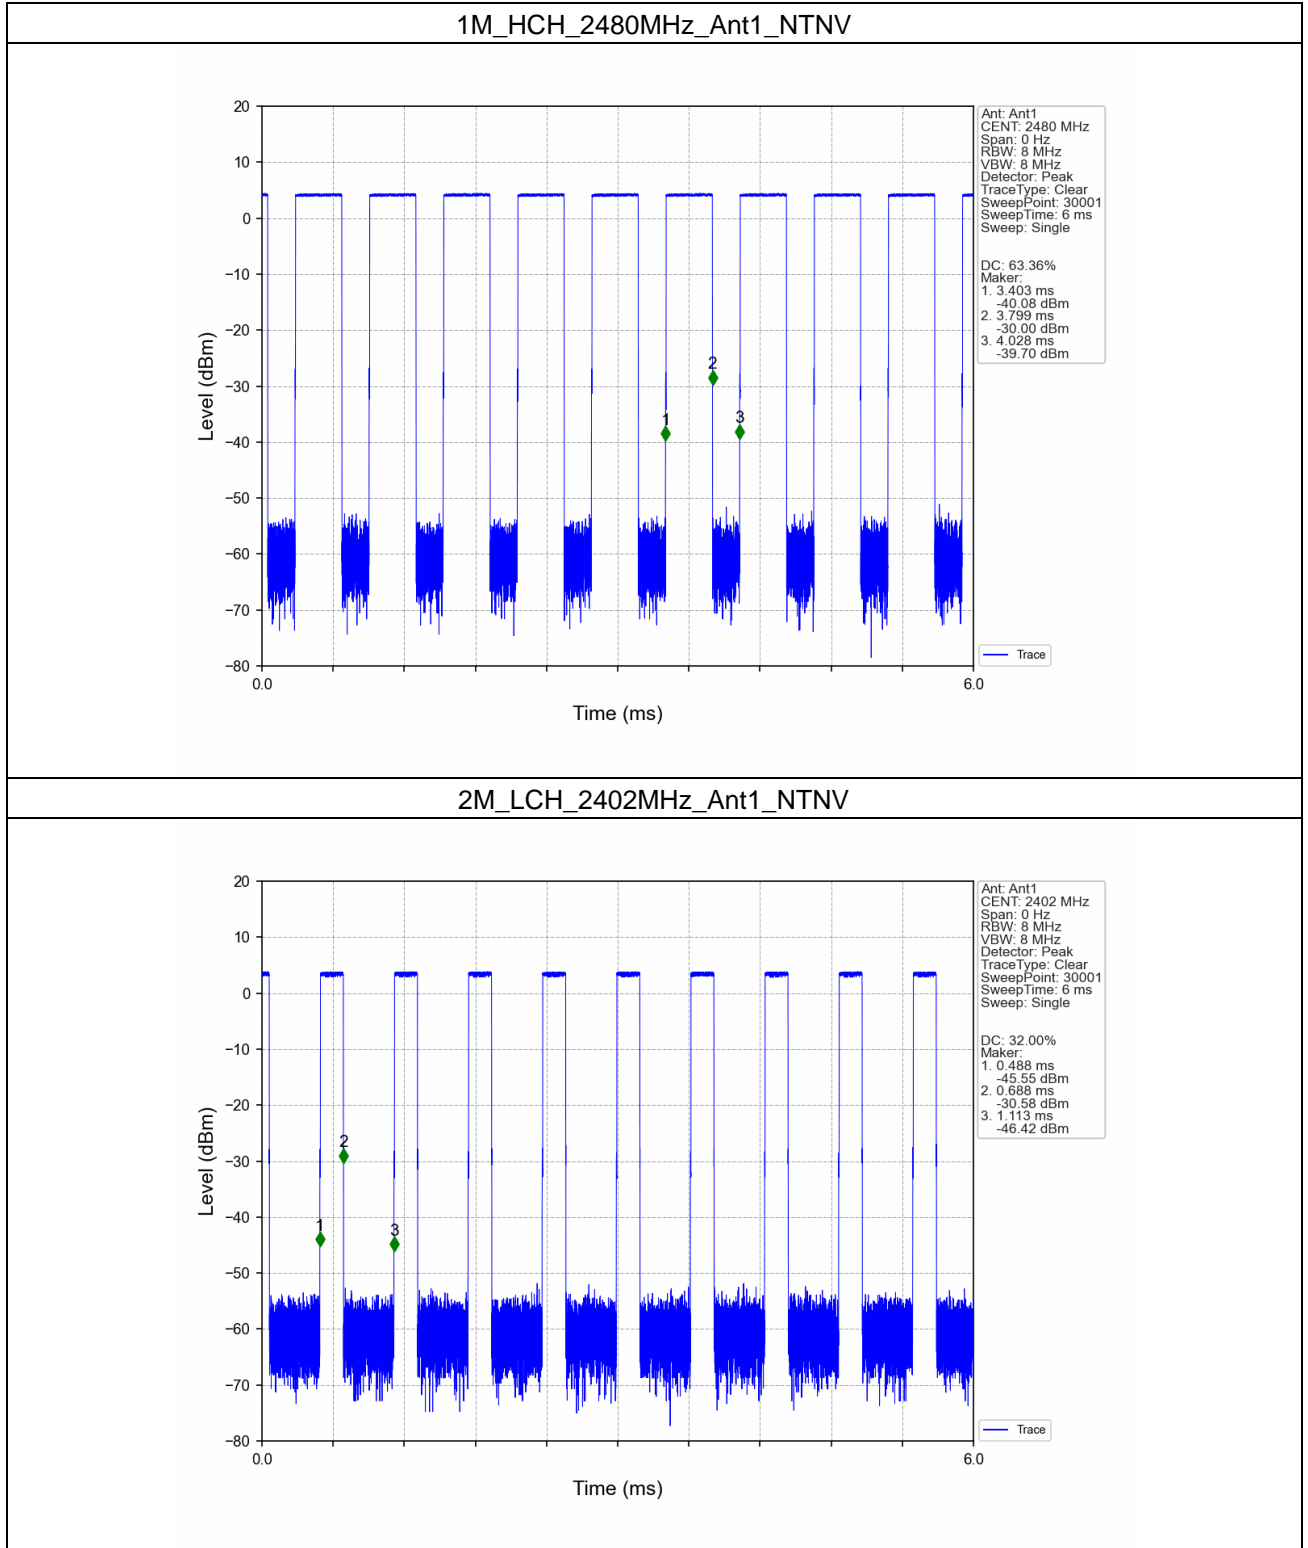 1M_HCH_2480MHz_Ant1_NTNV
20
10
0
−10
−20
−30
−40
−50
−60
−70
−80
Level (dBm)
0.0
6.0
Time (ms)
1
2
3
Ant: Ant1
CENT: 2480 MHz
Span: 0 Hz
RBW: 8 MHz
VBW: 8 MHz
Detector: Peak
TraceType: Clear
SweepPoint: 30001
SweepTime: 6 ms
Sweep: Single
DC: 63.36%
Maker:
1. 3.403 ms
-40.08 dBm
2. 3.799 ms
-30.00 dBm
3. 4.028 ms
-39.70 dBm
Trace
2M_LCH_2402MHz_Ant1_NTNV
20
10
0
−10
−20
−30
−40
−50
−60
−70
−80
Level (dBm)
0.0
6.0
Time (ms)
1
2
3
Ant: Ant1
CENT: 2402 MHz
Span: 0 Hz
RBW: 8 MHz
VBW: 8 MHz
Detector: Peak
TraceType: Clear
SweepPoint: 30001
SweepTime: 6 ms
Sweep: Single
DC: 32.00%
Maker:
1. 0.488 ms
-45.55 dBm
2. 0.688 ms
-30.58 dBm
3. 1.113 ms
-46.42 dBm
Trace